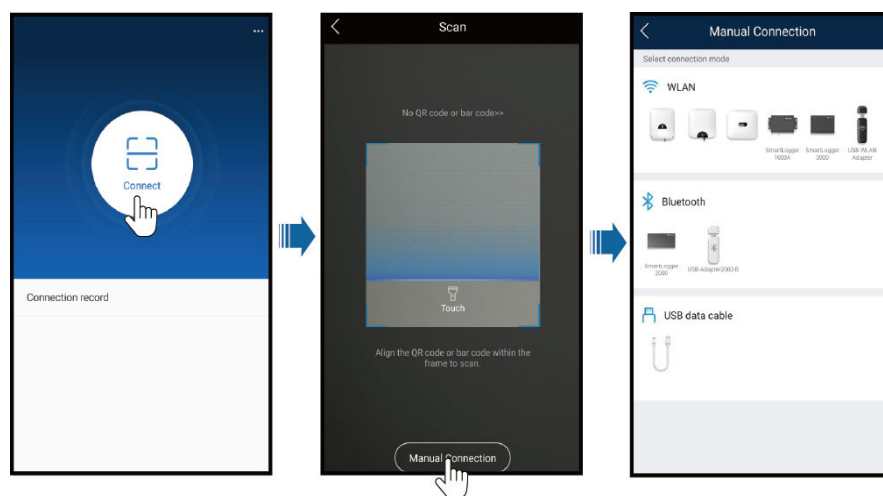 Connect
Connection record
Scan
No QR code or bar code>>
Touch
Align the QR code or bar code within the
frame to scan.
Manual Connection
Manual Connection
Select connection mode
WLAN
SmartLogger
1000A
SmartLogger
3000
USB-WLAN
Adapter
Bluetooth
SmartLogger
2000
USB-Adapter2000-B
USB data cable